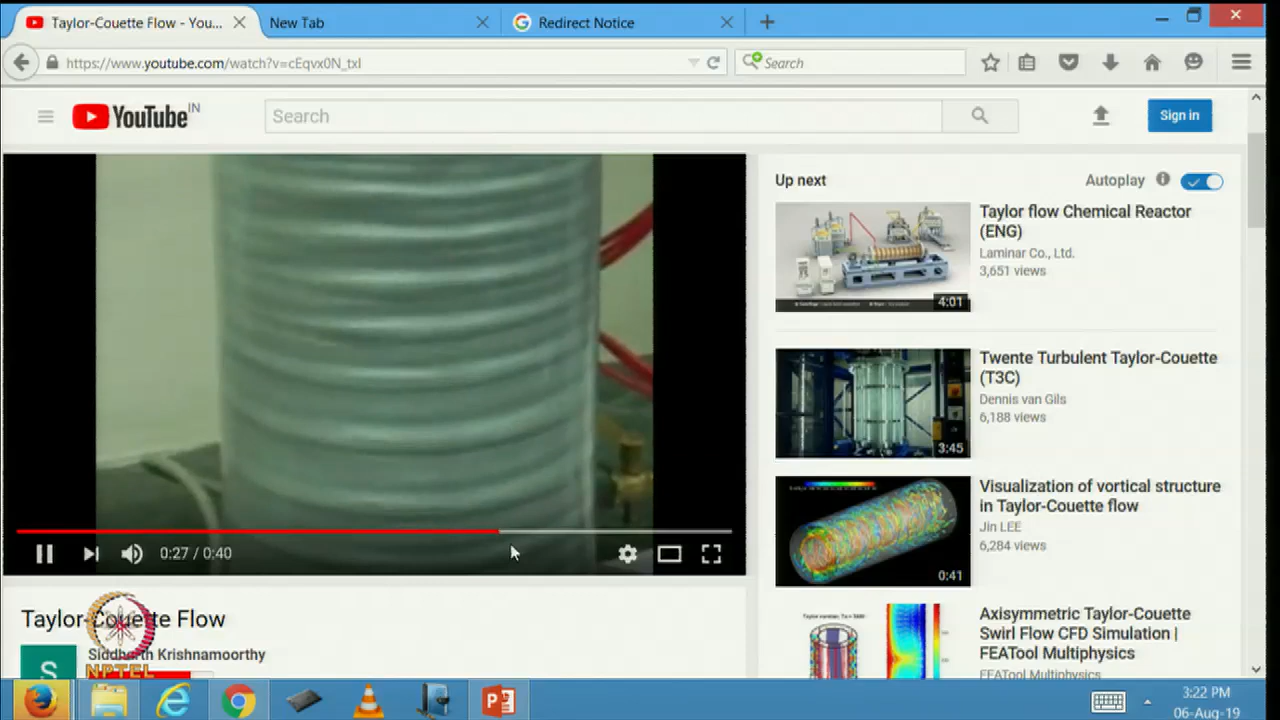 Taylor-Couette Flow - You...
New Tab
Redirect Notice
https://www.youtube.com/watch?v=cEqvx0N_txI
Search
YouTube IN
Search
Sign in
Up next
Autoplay
Taylor flow Chemical Reactor
(ENG)
Laminar Co., Ltd.
3,651 views
4:01
Twente Turbulent Taylor-Couette
(T3C)
Dennis van Gils
6,188 views
3:45
Visualization of vortical structure
in Taylor-Couette flow
Jin LEE
6,284 views
0:41
Axisymmetric Taylor-Couette
Swirl Flow CFD Simulation |
FEATool Multiphysics
FEATool Multiphysics
0:27 / 0:40
Taylor-Couette Flow
S
Siddharth Krishnamoorthy
NPTEL
3:22 PM
06-Aug-19